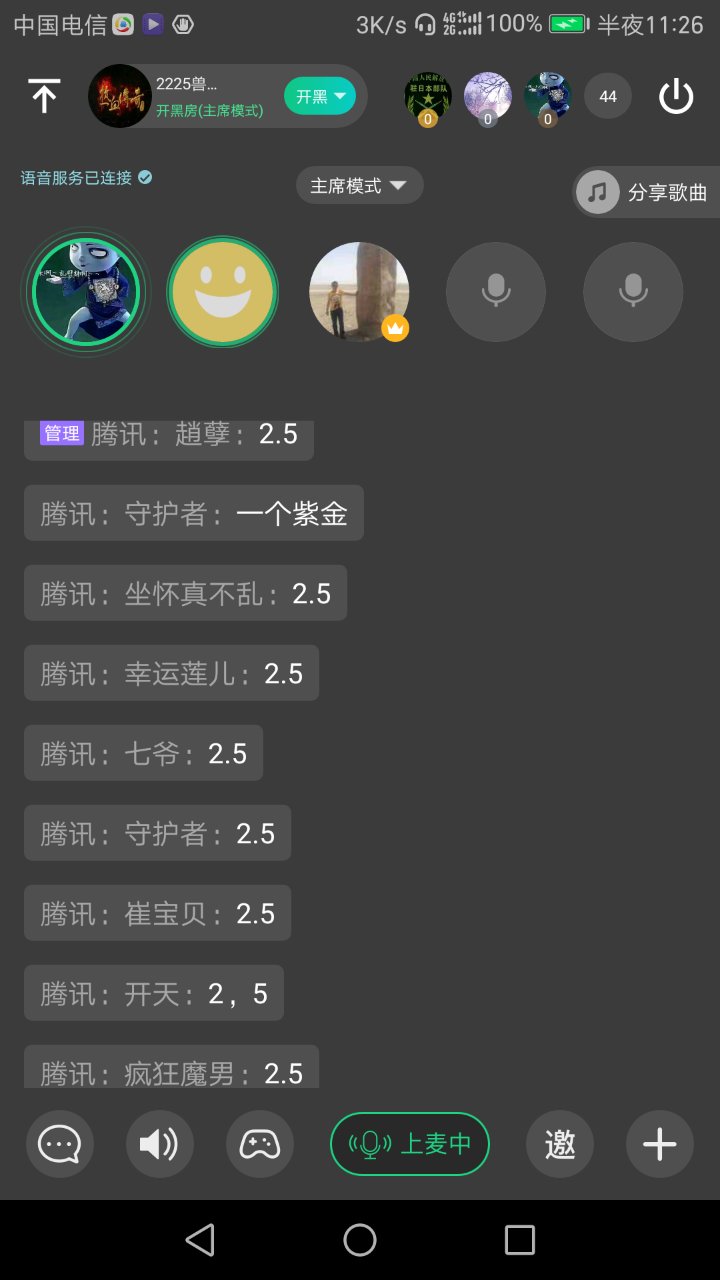 中国电信 3K/s 4G 2G 100% 半夜11:26
2225兽...
开黑房(主席模式)
开黑
0 0 0
44
语音服务已连接
主席模式
分享歌曲
管理 腾讯：趙孽：2.5
腾讯：守护者：一个紫金
腾讯：坐怀真不乱：2.5
腾讯：幸运莲儿：2.5
腾讯：七爷：2.5
腾讯：守护者：2.5
腾讯：崔宝贝：2.5
腾讯：开天：2，5
腾讯：疯狂魔男：2.5
上麦中
邀